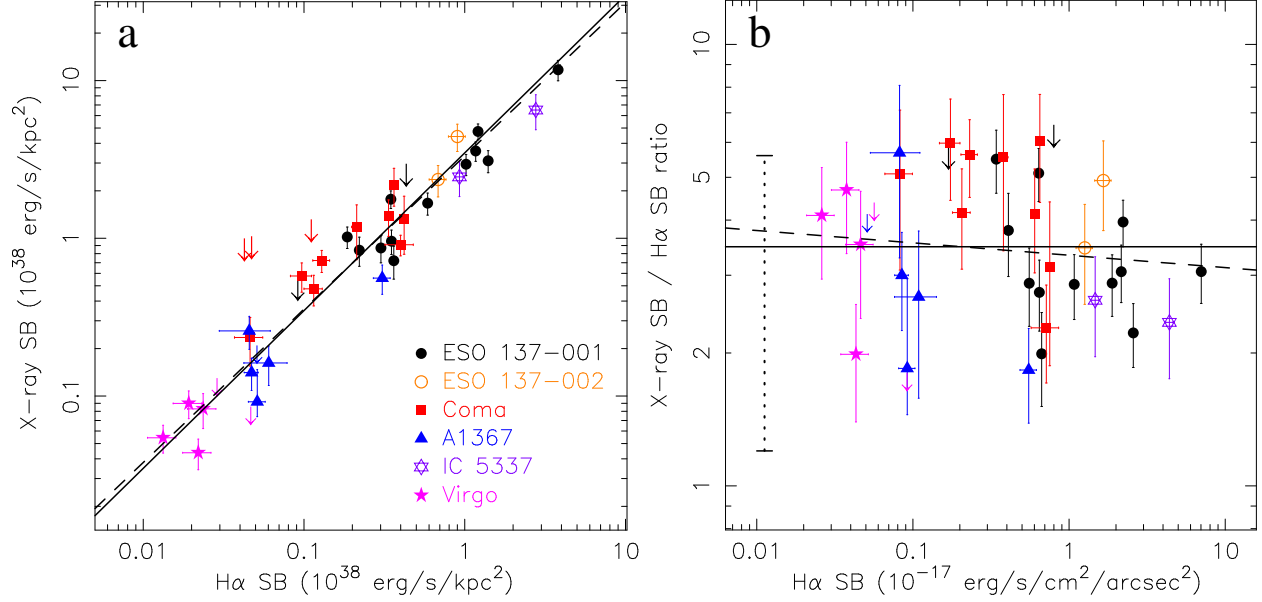 a
b
10
1
0.1
X-ray SB (10^38 erg/s/kpc^2)
ESO 137-001
ESO 137-002
Coma
A1367
IC 5337
Virgo
0.01 0.1 1 10
Hα SB (10^38 erg/s/kpc^2)
10
5
2
1
X-ray SB / Hα SB ratio
0.01 0.1 1 10
Hα SB (10^-17 erg/s/cm^2/arcsec^2)